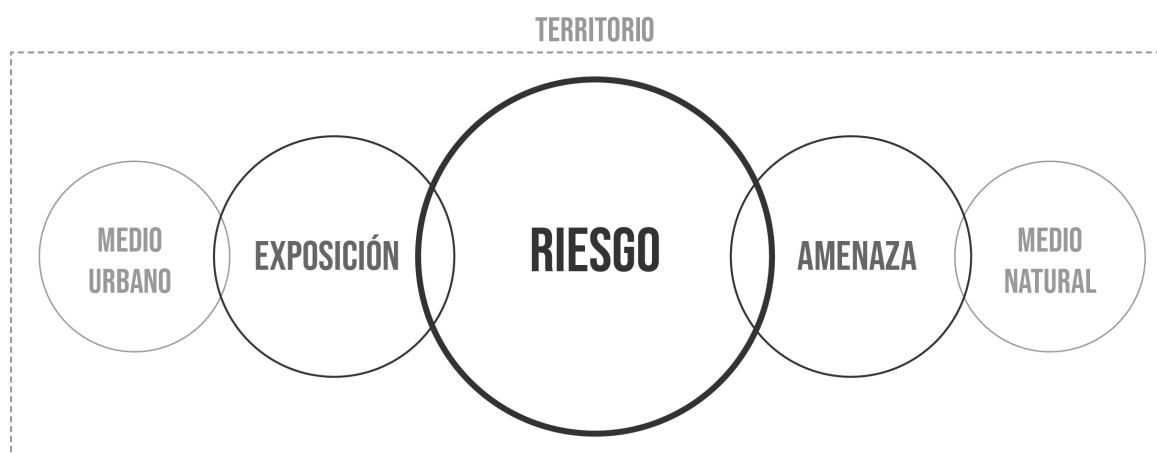 TERRITORIO
MEDIO
URBANO
EXPOSICIÓN
RIESGO
AMENAZA
MEDIO
NATURAL